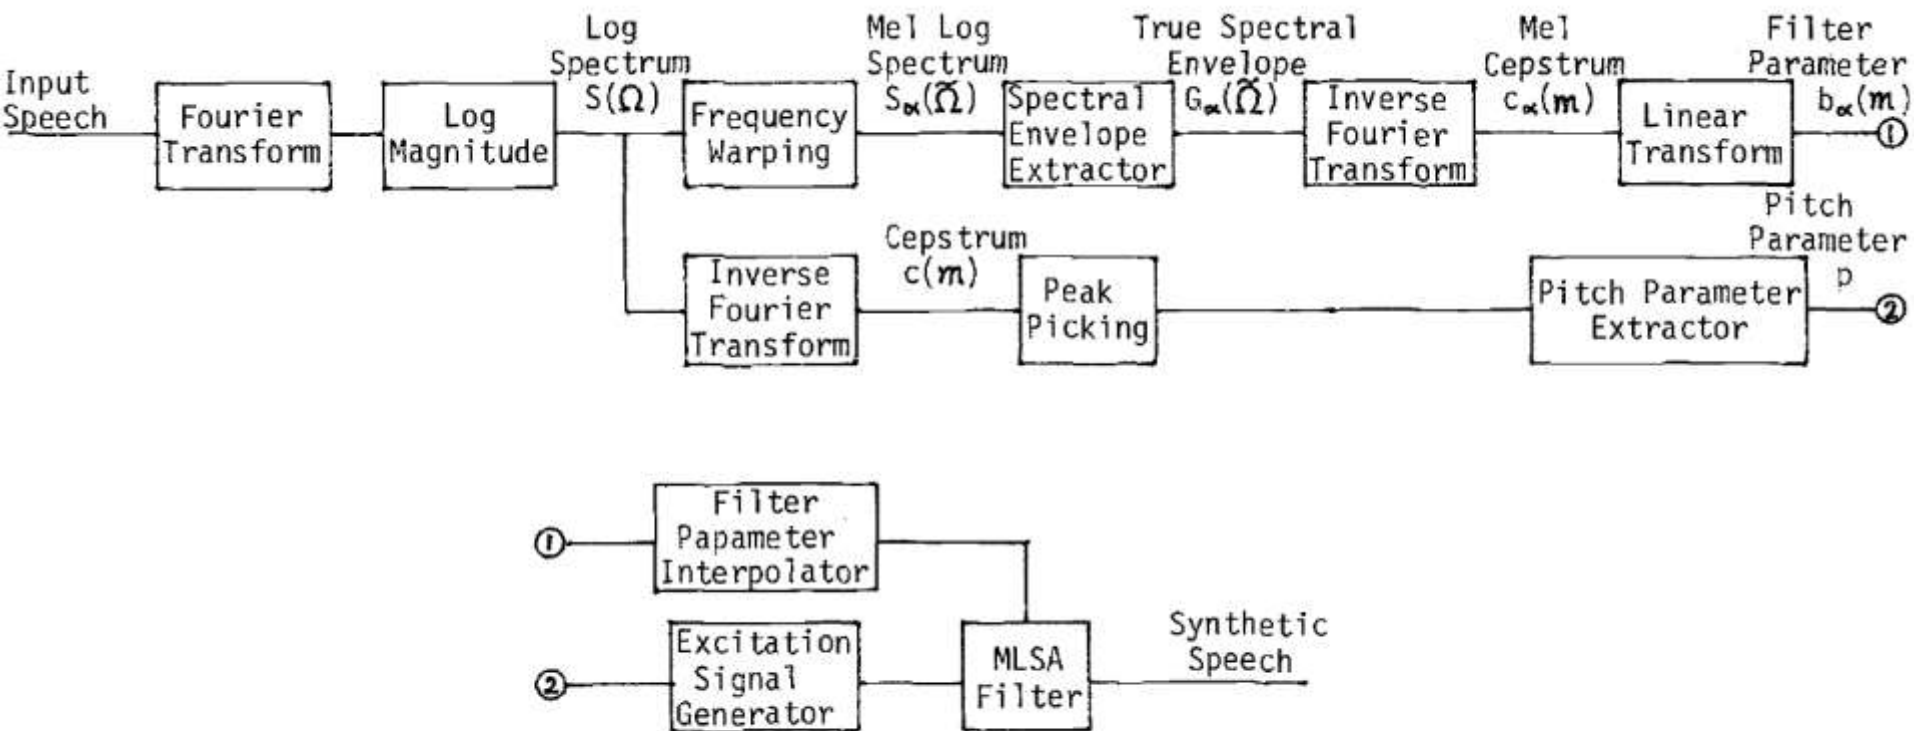 Input
Speech
Fourier
Transform
Log
Magnitude
Log
Spectrum
S(Ω)
Frequency
Warping
Mel Log
Spectrum
Sα(Ω̃)
Spectral
Envelope
Extractor
True Spectral
Envelope
Gα(Ω̃)
Inverse
Fourier
Transform
Mel
Cepstrum
cα(m)
Linear
Transform
Filter
Parameter
bα(m)
①
Inverse
Fourier
Transform
Cepstrum
c(m)
Peak
Picking
Pitch Parameter
Extractor
Pitch
Parameter
p
②
①
Filter
Papameter
Interpolator
②
Excitation
Signal
Generator
MLSA
Filter
Synthetic
Speech